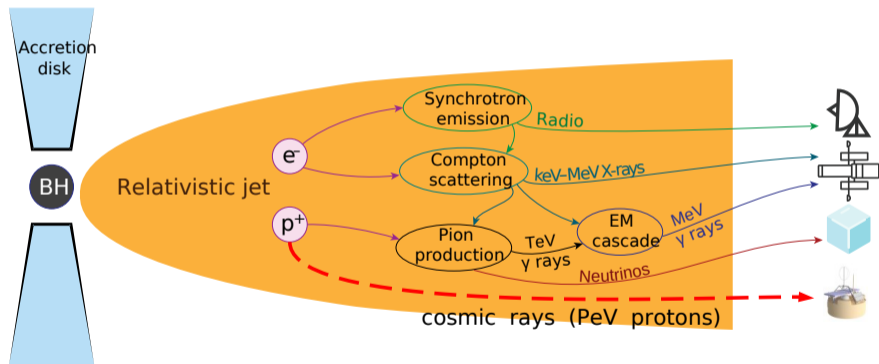 Accretion
disk
BH
Relativistic jet
e⁻
p⁺
Synchrotron
emission
Radio
Compton
scattering
keV–MeV X-rays
Pion
production
TeV
γ rays
EM
cascade
MeV
γ rays
Neutrinos
cosmic rays (PeV protons)